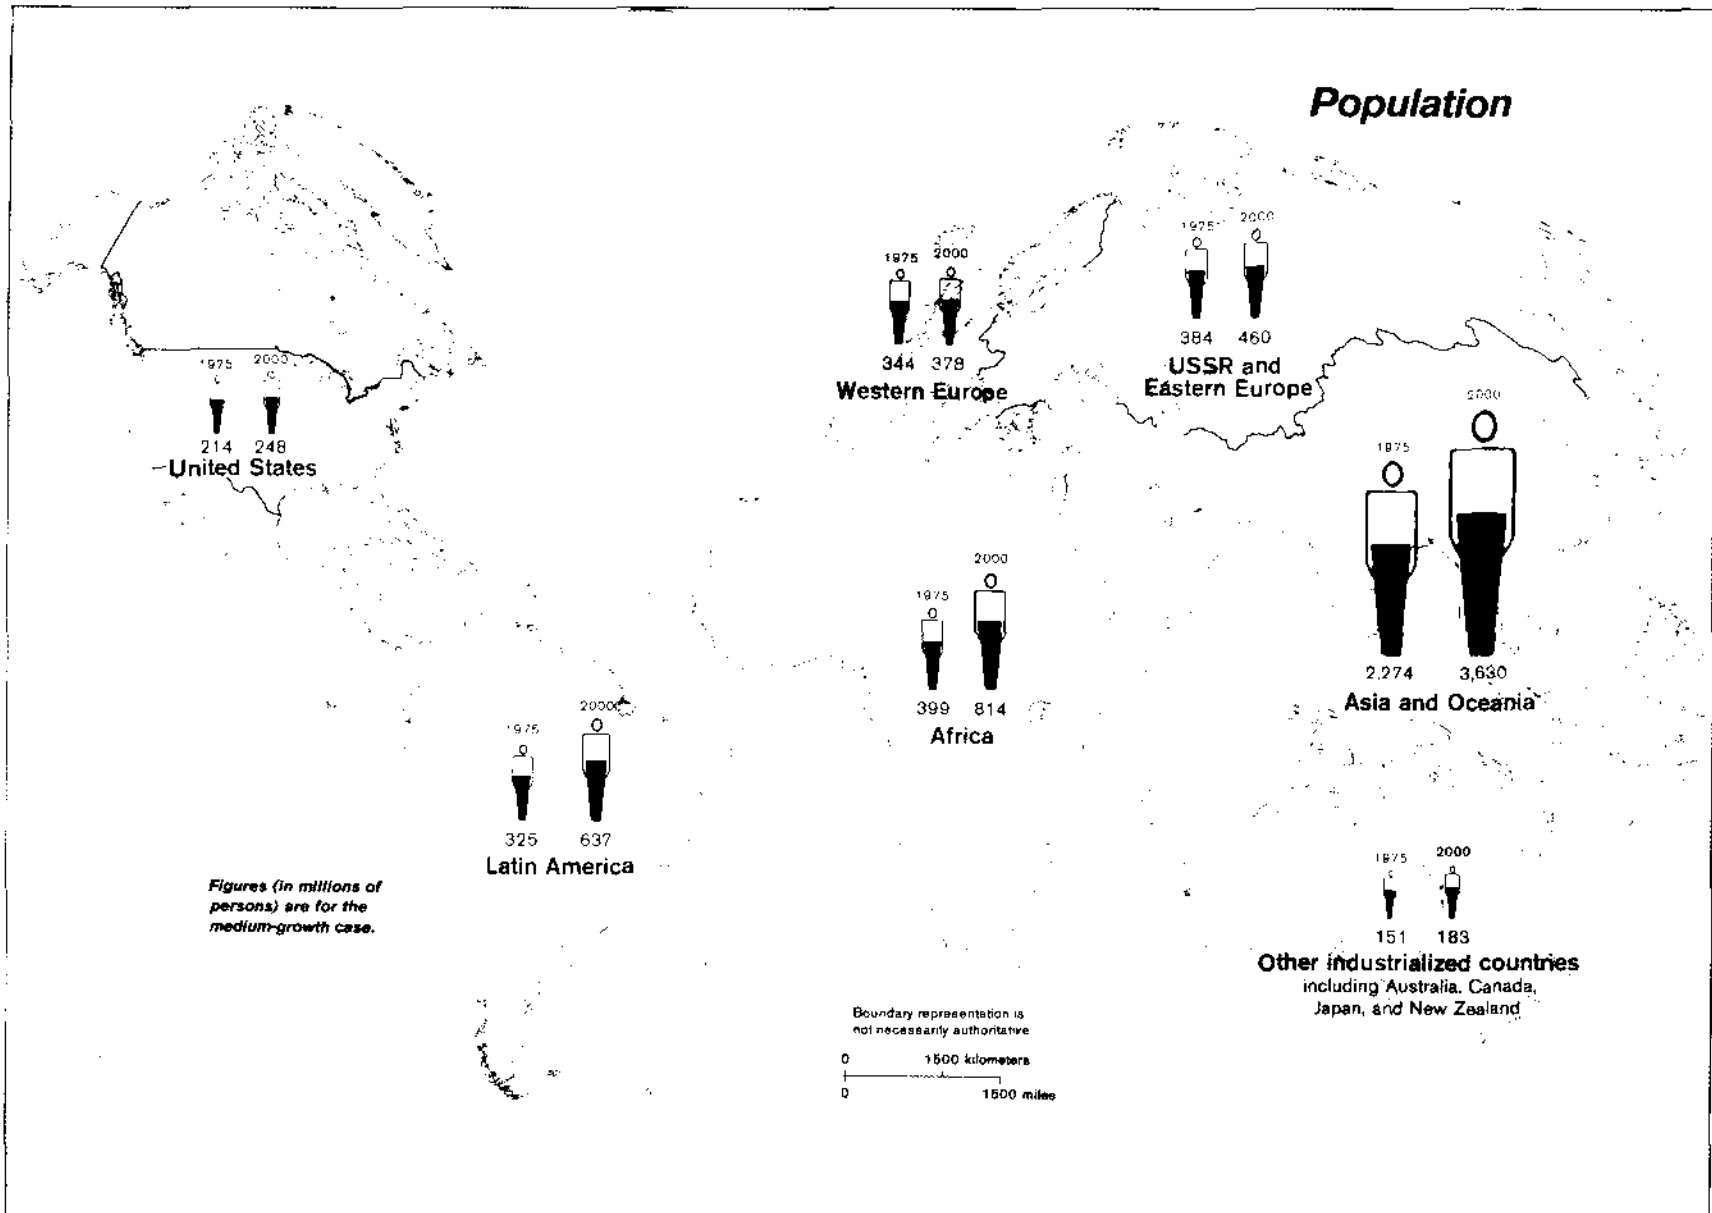 Population
1975 2000
214 248
United States
1975 2000
344 378
Western Europe
1975 2000
384 460
USSR and
Eastern Europe
1975 2000
2,274 3,630
Asia and Oceania
1975 2000
399 814
Africa
1975 2000
325 637
Latin America
1975 2000
151 183
Other industrialized countries
including Australia, Canada,
Japan, and New Zealand
Figures (in millions of
persons) are for the
medium-growth case.
Boundary representation is
not necessarily authoritative
0 1500 kilometers
0 1500 miles